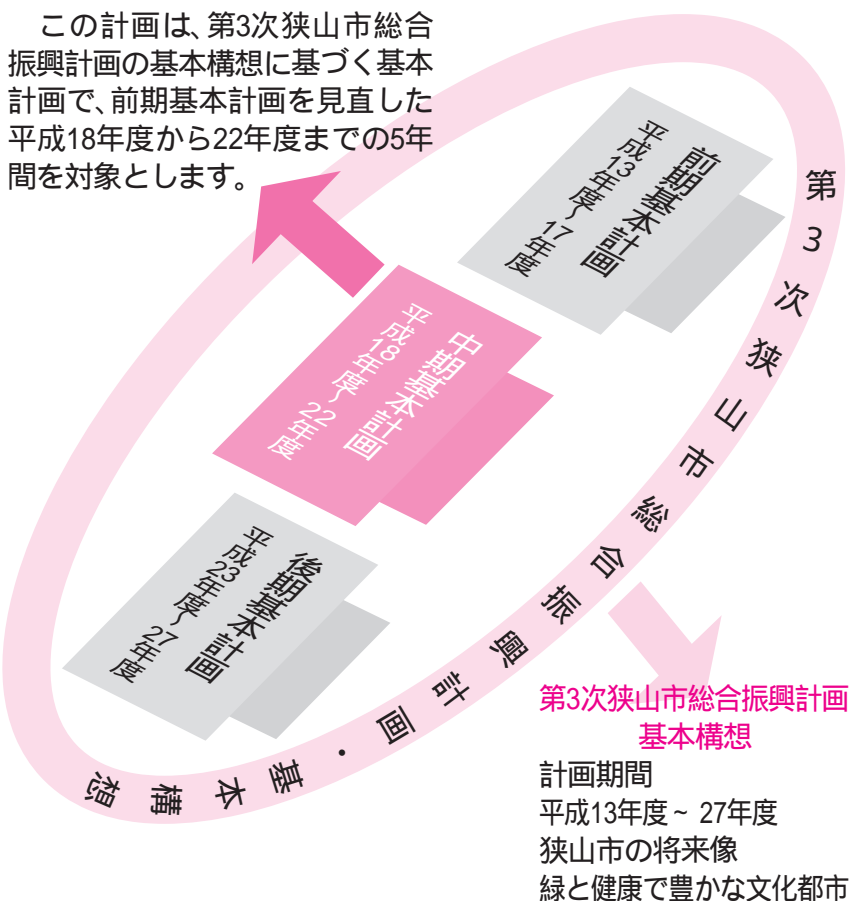 この計画は、第3次狭山市総合
振興計画の基本構想に基づく基本
計画で、前期基本計画を見直した
平成18年度から22年度までの5年
間を対象とします。
前期基本計画
平成13年度~17年度
中期基本計画
平成18年度~22年度
後期基本計画
平成23年度~27年度
第3次狭山市総合振興計画・基本構想
第3次狭山市総合振興計画
基本構想
計画期間
平成13年度~27年度
狭山市の将来像
緑と健康で豊かな文化都市